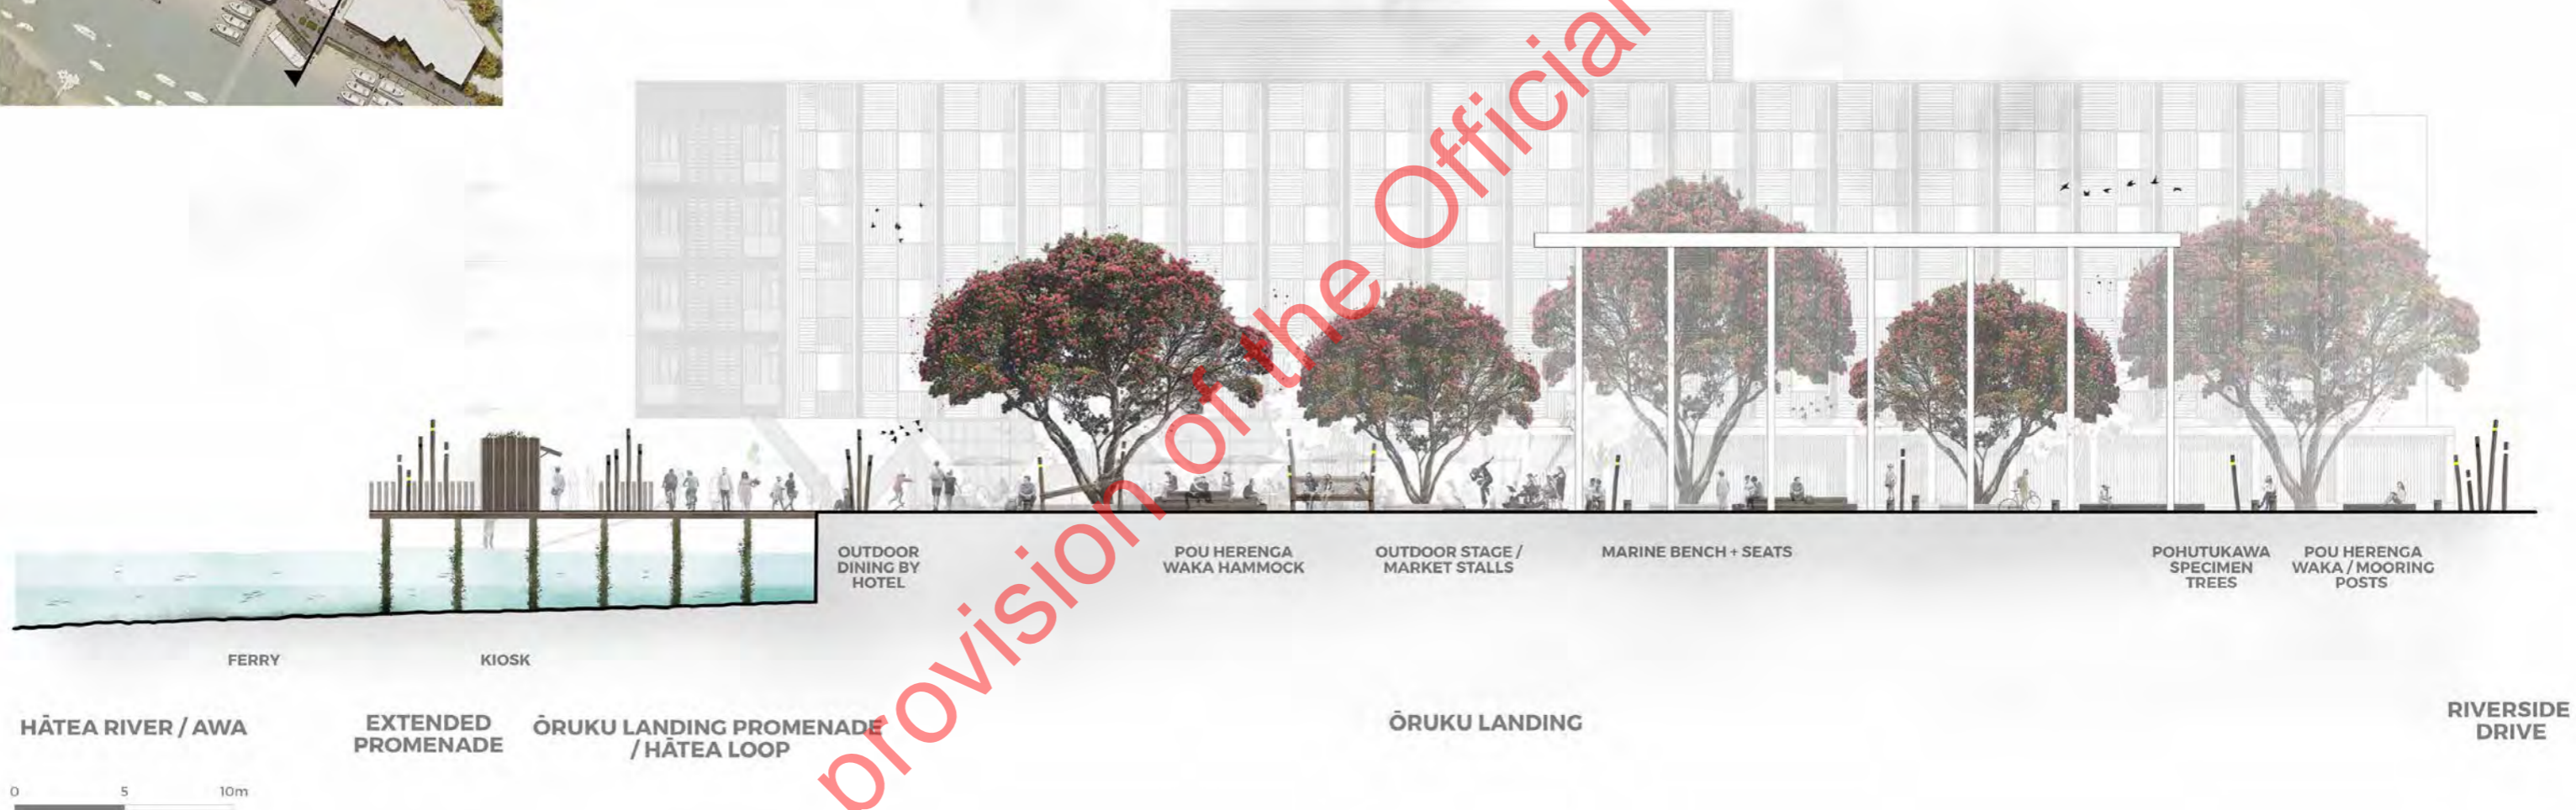 provision of the Official
OUTDOOR
DINING BY
HOTEL
POU HERENGA
WAKA HAMMOCK
OUTDOOR STAGE /
MARKET STALLS
MARINE BENCH + SEATS
POHUTUKAWA
SPECIMEN
TREES
POU HERENGA
WAKA / MOORING
POSTS
FERRY
KIOSK
HĀTEA RIVER / AWA
EXTENDED
PROMENADE
ŌRUKU LANDING PROMENADE
/ HĀTEA LOOP
ŌRUKU LANDING
RIVERSIDE
DRIVE
0 5 10m